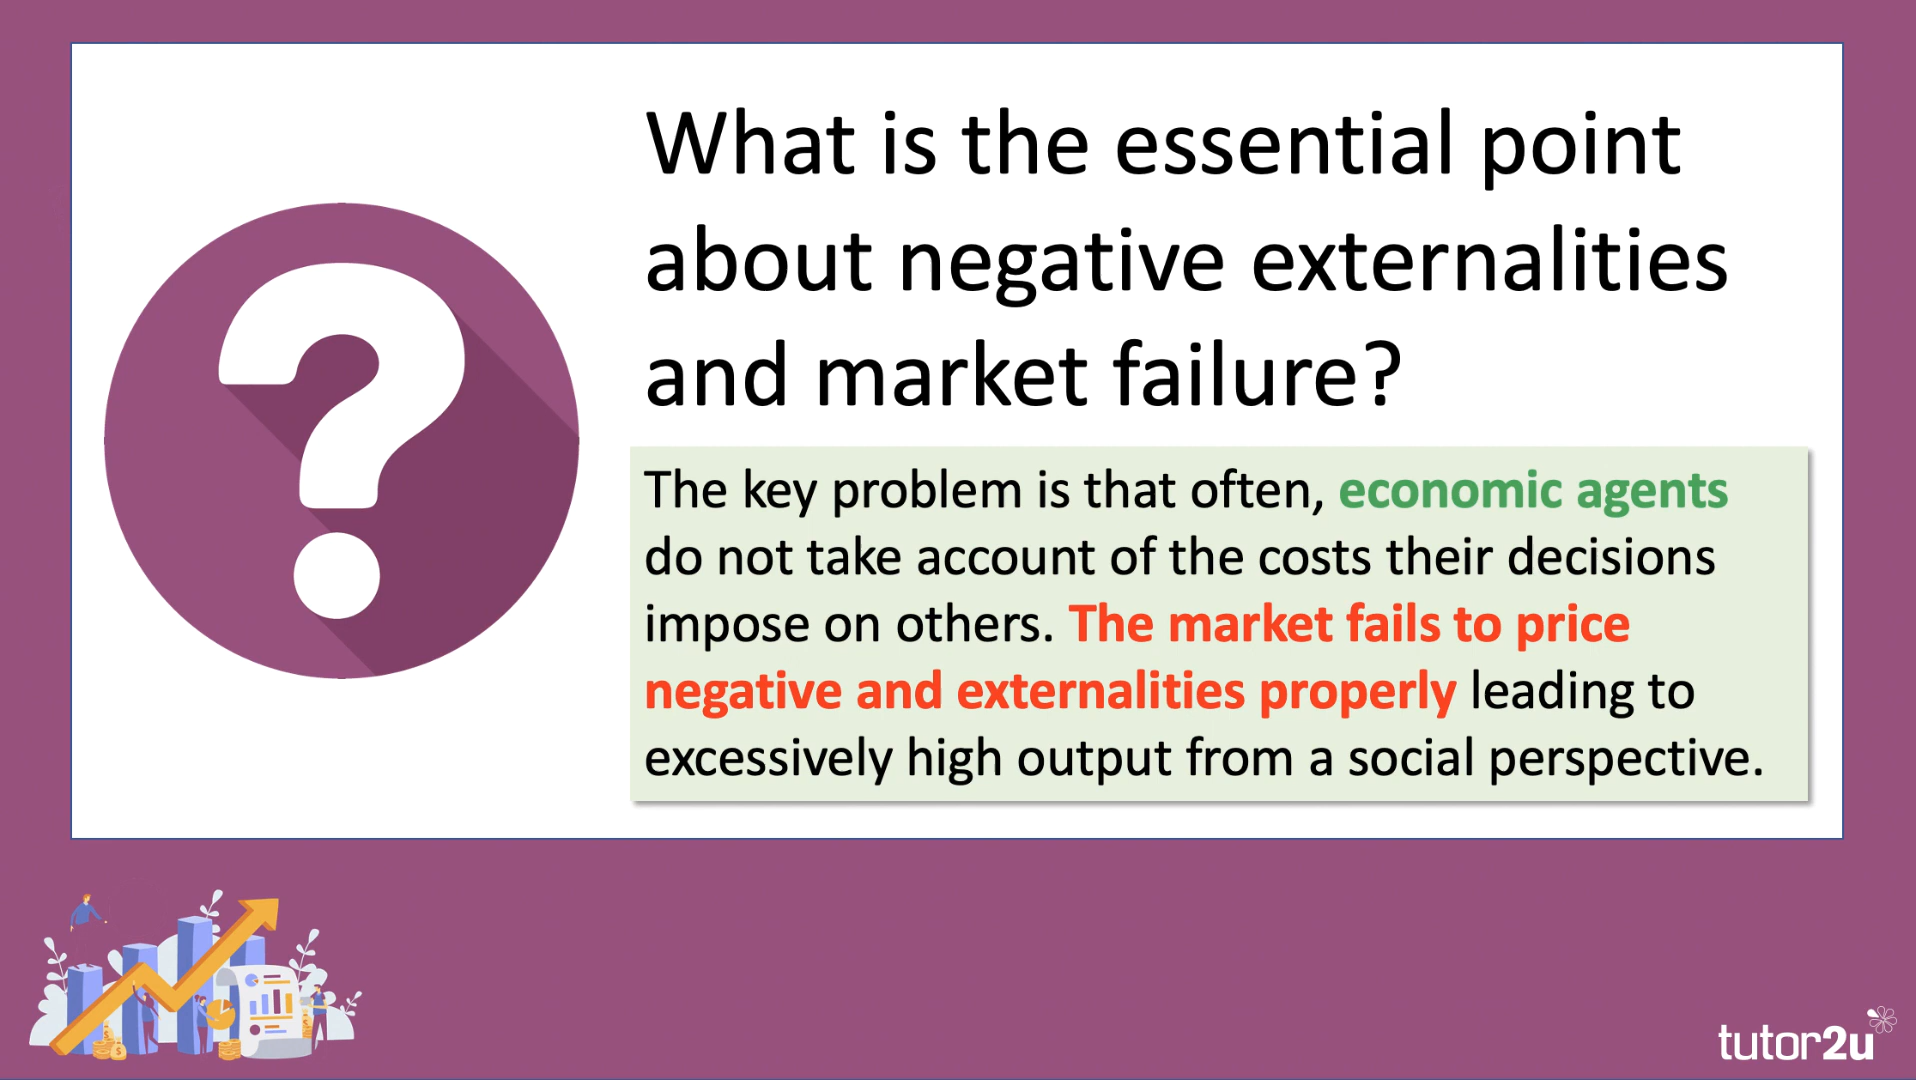 What is the essential point
about negative externalities
and market failure?
The key problem is that often, economic agents
do not take account of the costs their decisions
impose on others. The market fails to price
negative and externalities properly leading to
excessively high output from a social perspective.
tutor2u